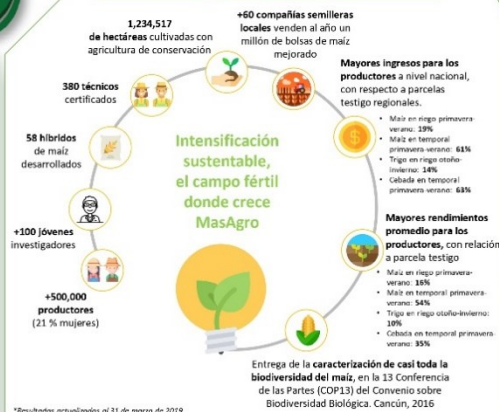 1,234,517
de hectáreas cultivadas con
agricultura de conservación
+60 compañías semilleras
locales venden al año un
millón de bolsas de maíz
mejorado
Mayores ingresos para los
productores a nivel nacional,
con respecto a parcelas
testigo regionales.
• Maíz en riego primavera-
verano: 19%
• Maíz en temporal
primavera-verano: 61%
• Trigo en riego otoño-
invierno: 14%
• Cebada en temporal
primavera-verano: 63%
Mayores rendimientos
promedio para los
productores, con relación
a parcela testigo
• Maíz en riego primavera-
verano: 16%
• Maíz en temporal primavera-
verano: 54%
• Trigo en riego otoño-invierno:
10%
• Cebada en temporal primavera-
verano: 35%
Entrega de la caracterización de casi toda la
biodiversidad del maíz, en la 13 Conferencia
de las Partes (COP13) del Convenio sobre
Biodiversidad Biológica. Cancún, 2016
380 técnicos
certificados
58 híbridos
de maíz
desarrollados
+100 jóvenes
investigadores
+500,000
productores
(21 % mujeres)
Intensificación
sustentable,
el campo fértil
donde crece
MasAgro
*Resultados actualizados al 31 de marzo de 2019